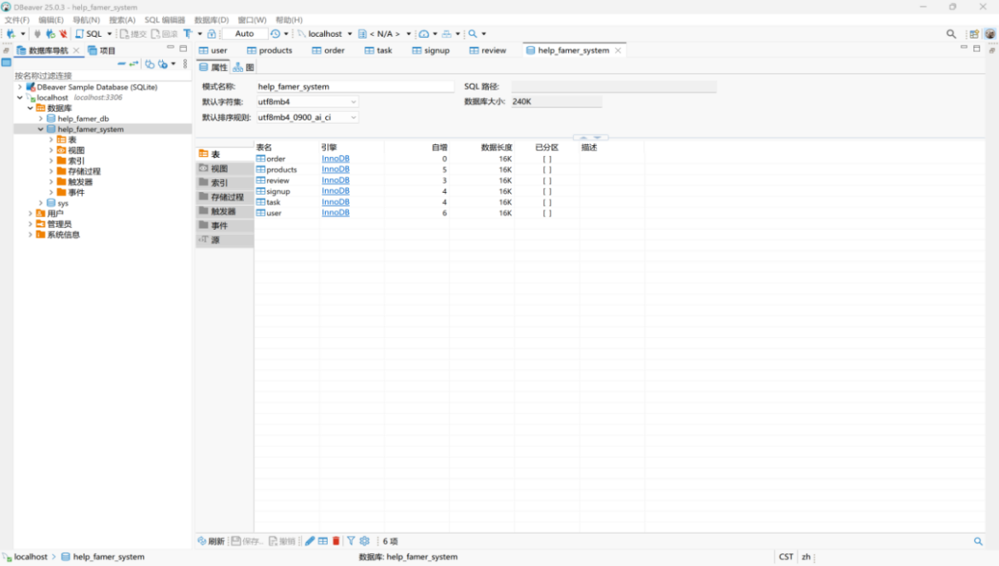 DBeaver 25.0.3 - help_famer_system
文件(F) 编辑(E) 导航(N) 搜索(A) SQL 编辑器 数据库(D) 窗口(W) 帮助(H)
SQL 提交 回滚 Auto localhost < N/A >
数据库导航 项目 user products order task signup review help_famer_system
属性 图
按名称过滤连接
DBeaver Sample Database (SQLite)
localhost localhost:3306
数据库
help_famer_db
help_famer_system
表
视图
索引
存储过程
触发器
事件
sys
用户
管理员
系统信息
模式名称: help_famer_system SQL 路径:
默认字符集: utf8mb4 数据库大小: 240K
默认排序规则: utf8mb4_0900_ai_ci
表
视图
索引
存储过程
触发器
事件
源
表名 引擎 自增 数据长度 已分区 描述
order InnoDB 0 16K [ ]
products InnoDB 5 16K [ ]
review InnoDB 3 16K [ ]
signup InnoDB 4 16K [ ]
task InnoDB 4 16K [ ]
user InnoDB 6 16K [ ]
刷新 保存... 撤销 6 项
localhost > help_famer_system 数据库: help_famer_system CST zh